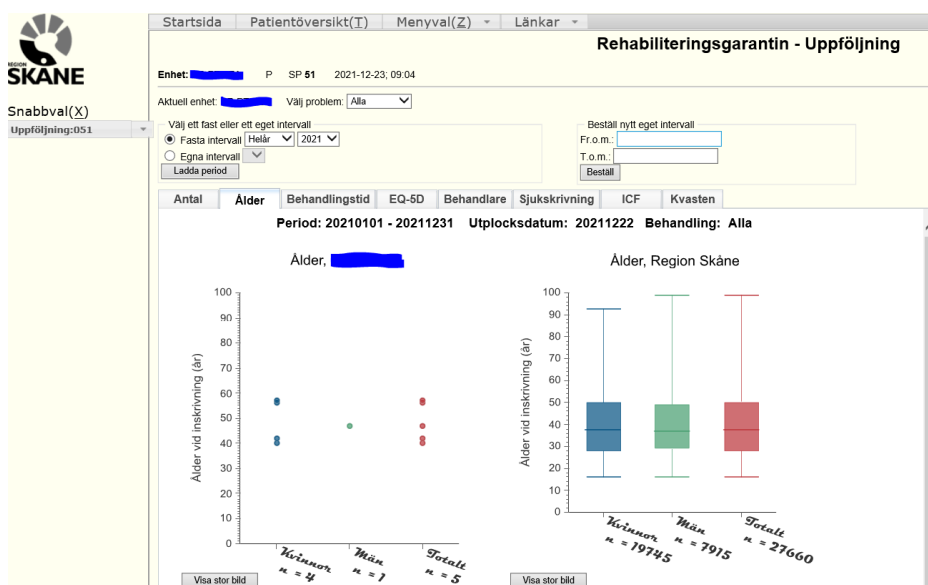 Startsida Patientöversikt(T) Menyval(Z) Länkar
REGION
SKÅNE
Rehabiliteringsgarantin - Uppföljning
Enhet: P SP 51 2021-12-23; 09:04
Snabbval(X)
Uppföljning:051
Aktuell enhet: Välj problem: Alla
Välj ett fast eller ett eget intervall
Fasta intervall Helår 2021
Egna intervall
Ladda period
Beställ nytt eget intervall
Fr.o.m.:
T.o.m.:
Beställ
Antal Ålder Behandlingstid EQ-5D Behandlare Sjukskrivning ICF Kvasten
Period: 20210101 - 20211231 Utplocksdatum: 20211222 Behandling: Alla
Ålder,
Ålder vid inskrivning (år)
100
90
80
70
60
50
40
30
20
10
0
Kvinnor
n = 4
Män
n = 1
Totalt
n = 5
Visa stor bild
Ålder, Region Skåne
Ålder vid inskrivning (år)
100
90
80
70
60
50
40
30
20
10
0
Kvinnor
n = 19745
Män
n = 7915
Totalt
n = 27660
Visa stor bild